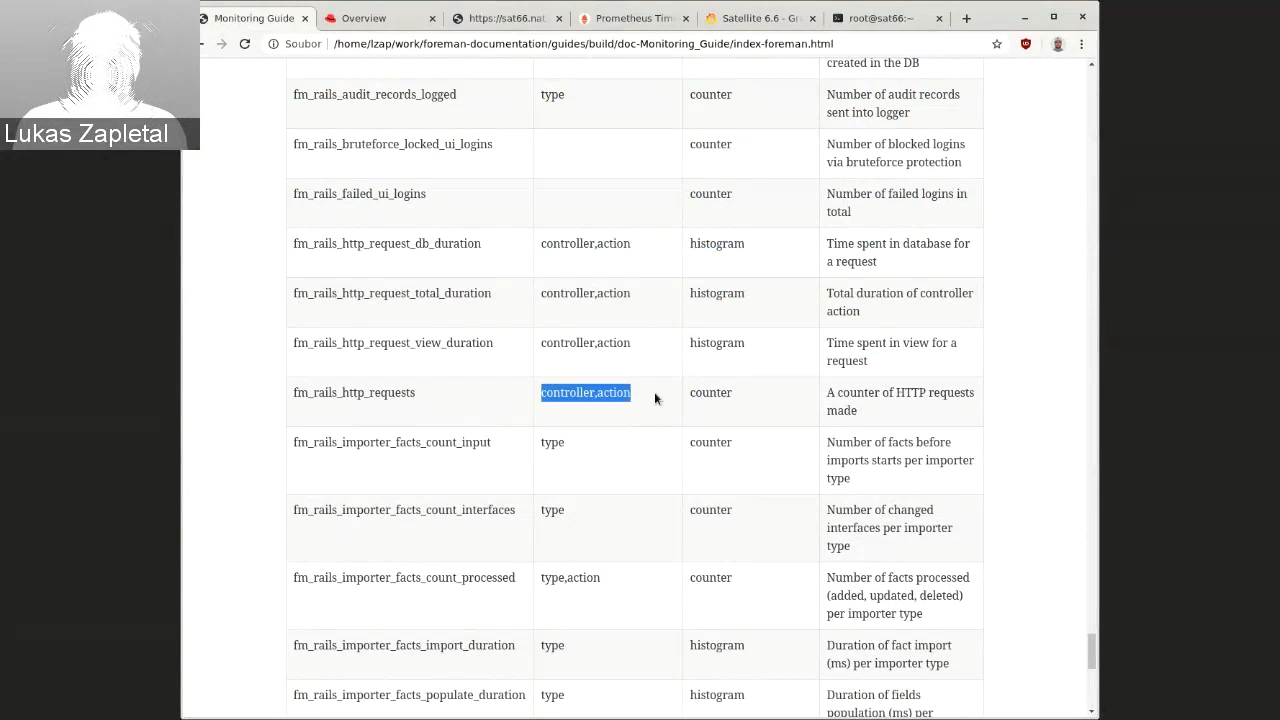 Monitoring Guide
Overview
https://sat66.nat
Prometheus Tim
Satellite 6.6 - Gr
root@sat66:~
Soubor
/home/lzap/work/foreman-documentation/guides/build/doc-Monitoring_Guide/index-foreman.html
Lukas Zapletal
created in the DB
fm_rails_audit_records_logged type counter Number of audit records
sent into logger
fm_rails_bruteforce_locked_ui_logins counter Number of blocked logins
via bruteforce protection
fm_rails_failed_ui_logins counter Number of failed logins in
total
fm_rails_http_request_db_duration controller,action histogram Time spent in database for
a request
fm_rails_http_request_total_duration controller,action histogram Total duration of controller
action
fm_rails_http_request_view_duration controller,action histogram Time spent in view for a
request
fm_rails_http_requests controller,action counter A counter of HTTP requests
made
fm_rails_importer_facts_count_input type counter Number of facts before
imports starts per importer
type
fm_rails_importer_facts_count_interfaces type counter Number of changed
interfaces per importer
type
fm_rails_importer_facts_count_processed type,action counter Number of facts processed
(added, updated, deleted)
per importer type
fm_rails_importer_facts_import_duration type histogram Duration of fact import
(ms) per importer type
fm_rails_importer_facts_populate_duration type histogram Duration of fields
population (ms) per